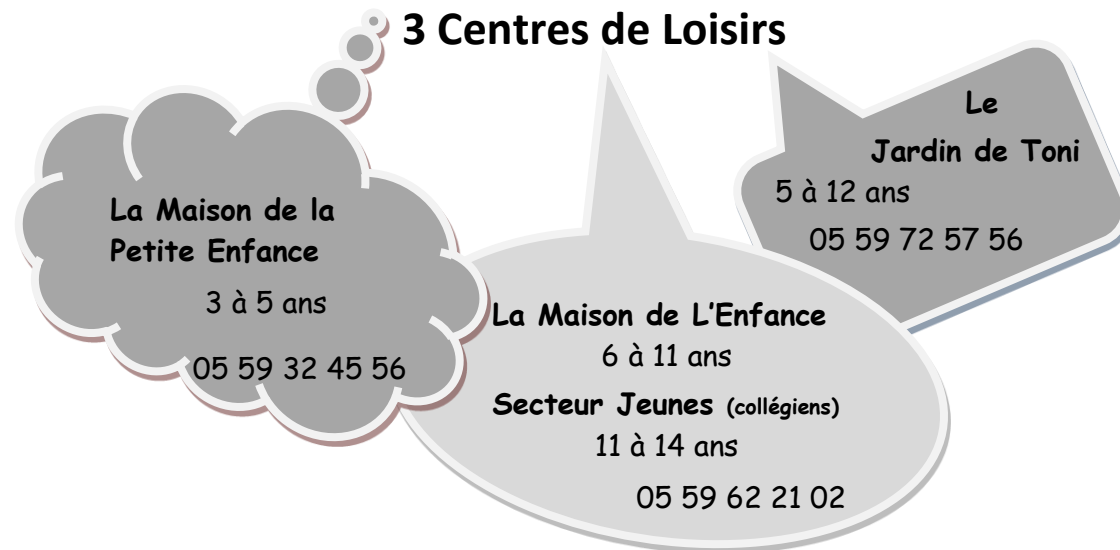 3 Centres de Loisirs
La Maison de la
Petite Enfance
3 à 5 ans
05 59 32 45 56
La Maison de L'Enfance
6 à 11 ans
Secteur Jeunes (collégiens)
11 à 14 ans
05 59 62 21 02
Le
Jardin de Toni
5 à 12 ans
05 59 72 57 56